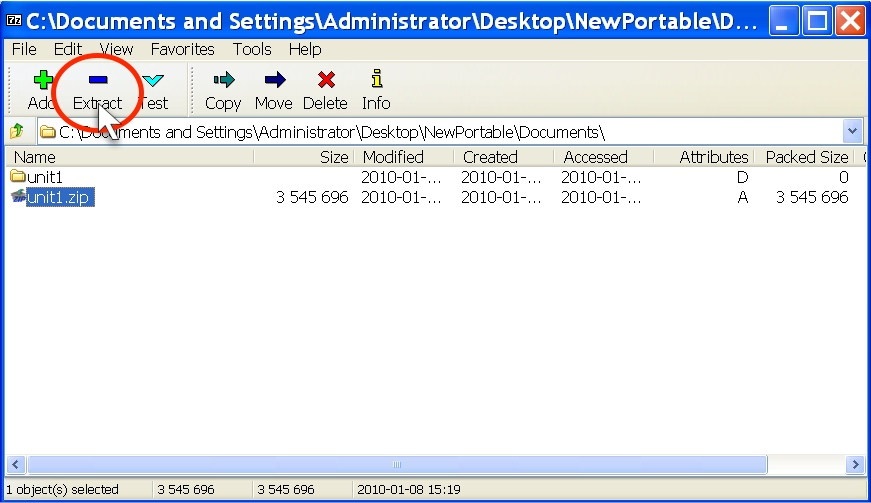 7z C:\Documents and Settings\Administrator\Desktop\NewPortable\D...
File Edit View Favorites Tools Help
Add Extract Test Copy Move Delete Info
C:\Documents and Settings\Administrator\Desktop\NewPortable\Documents\
Name Size Modified Created Accessed Attributes Packed Size
unit1 2010-01-... 2010-01-... 2010-01-... D 0
unit1.zip 3 545 696 2010-01-... 2010-01-... 2010-01-... A 3 545 696
1 object(s) selected 3 545 696 3 545 696 2010-01-08 15:19